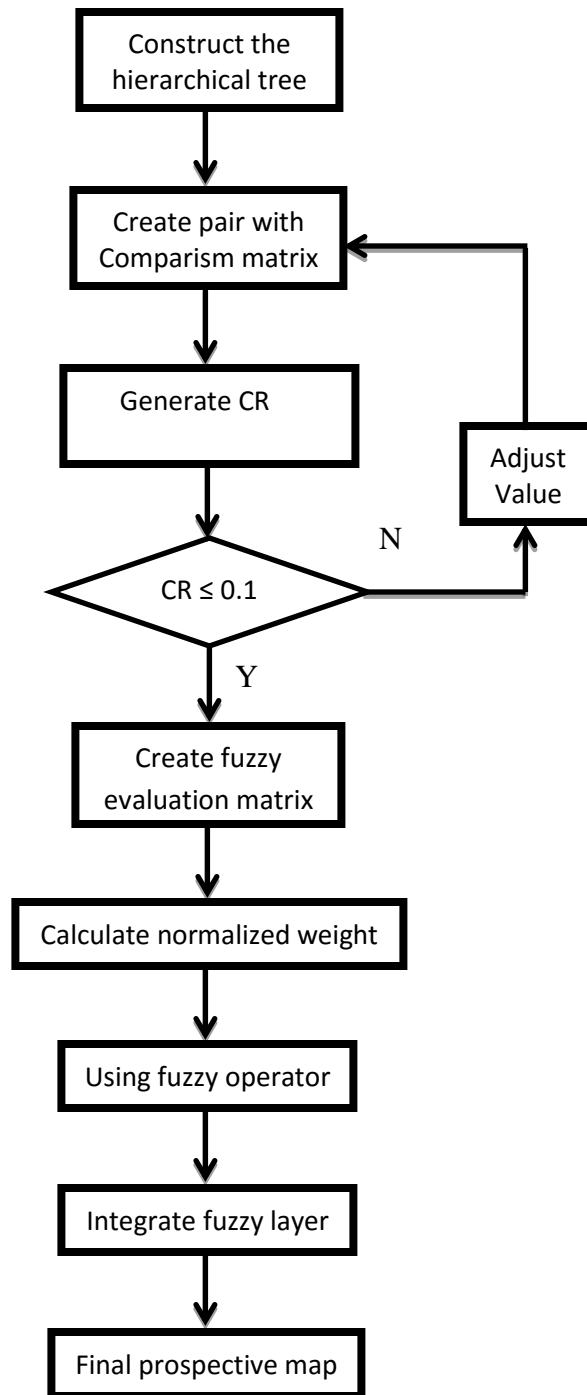 Construct the
hierarchical tree
Create pair with
Comparism matrix
Generate CR
Adjust
Value
N
CR ≤ 0.1
Y
Create fuzzy
evaluation matrix
Calculate normalized weight
Using fuzzy operator
Integrate fuzzy layer
Final prospective map